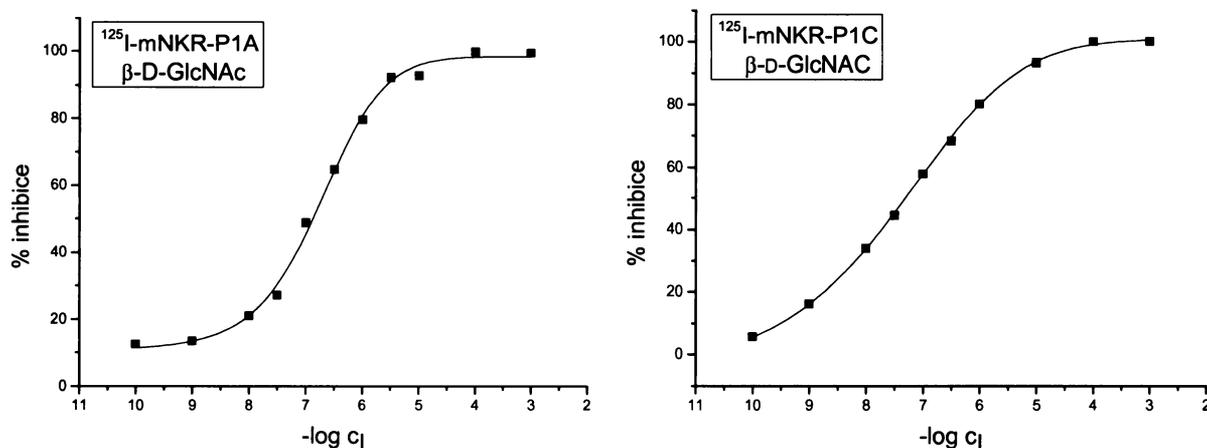 ¹²⁵I-mNKR-P1A
β-D-GlcNAc
% inhibice
100
80
60
40
20
0
11 10 9 8 7 6 5 4 3 2
-log cI
¹²⁵I-mNKR-P1C
β-D-GlcNAC
% inhibice
100
80
60
40
20
0
11 10 9 8 7 6 5 4 3 2
-log cI